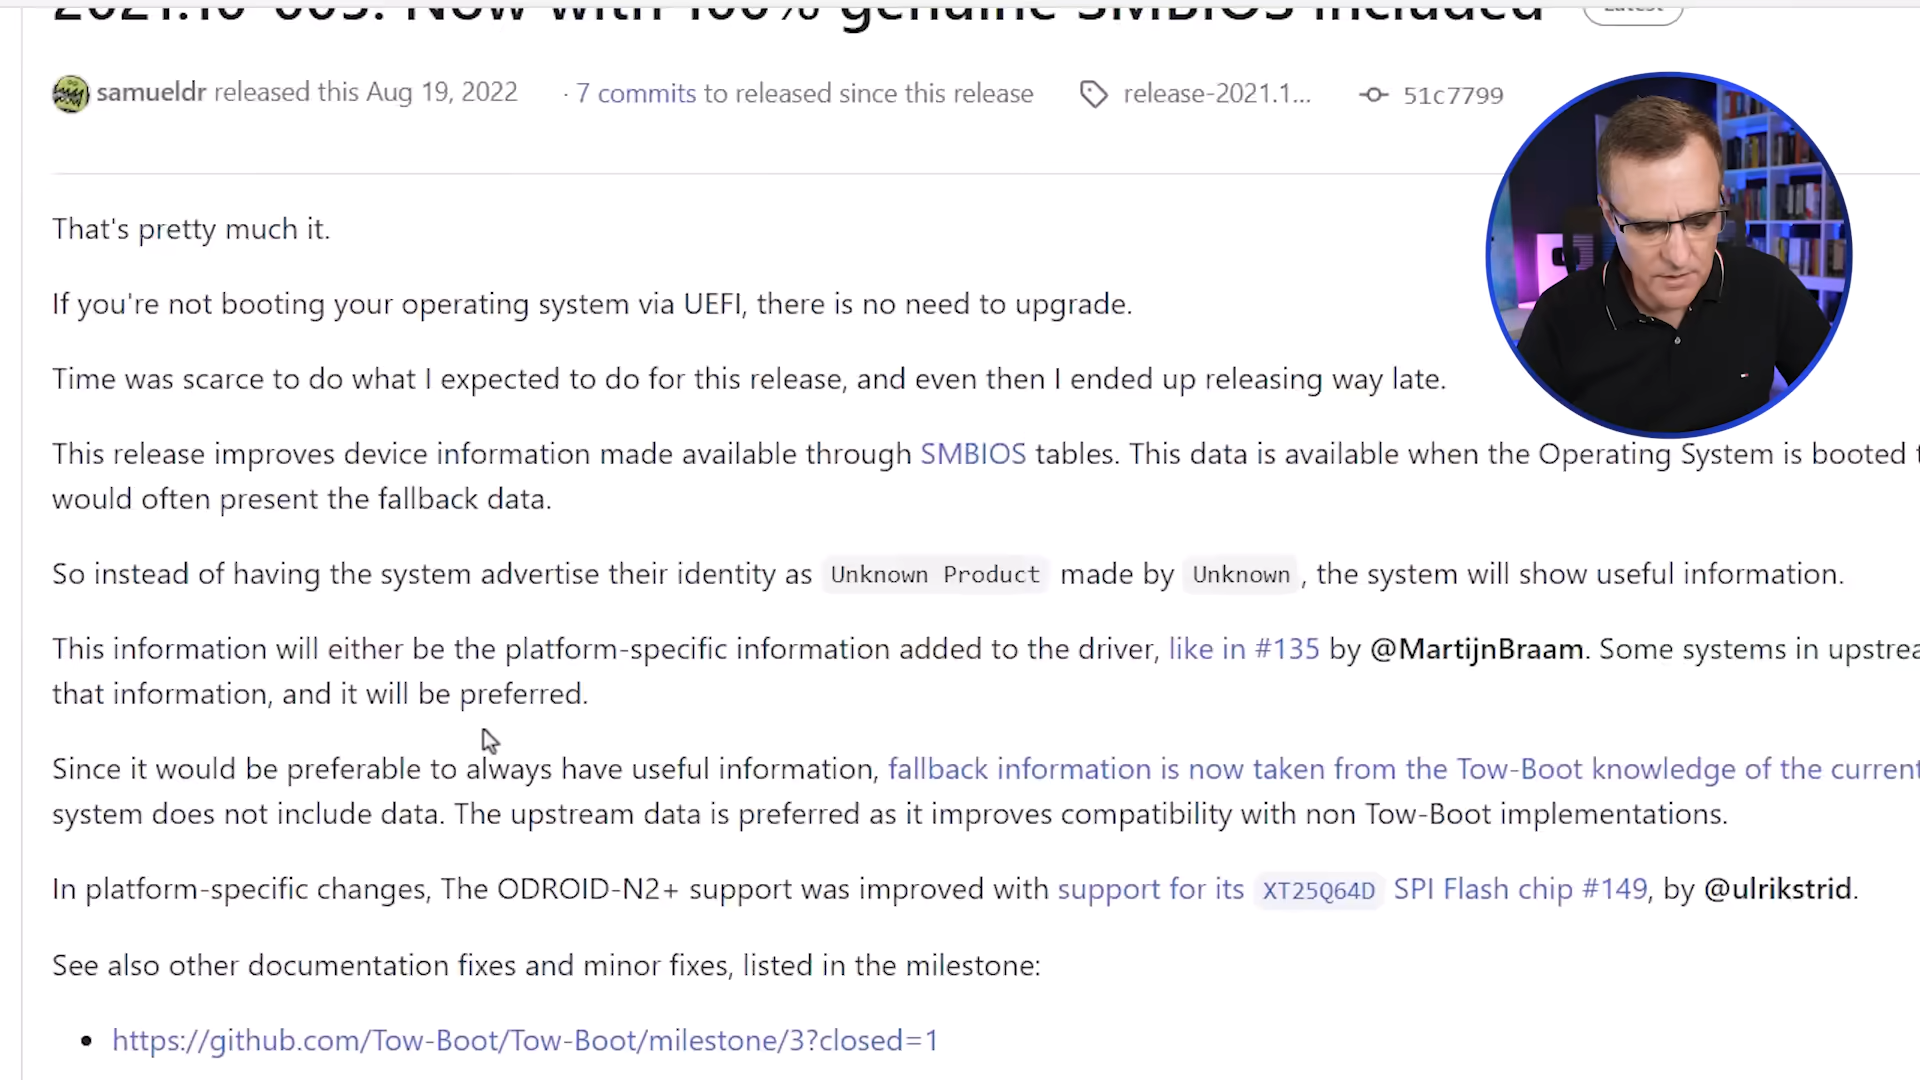 2021.10-005: Now with 100% genuine SMBIOS included Latest
samueldr released this Aug 19, 2022 · 7 commits to released since this release release-2021.1... 51c7799
That's pretty much it.
If you're not booting your operating system via UEFI, there is no need to upgrade.
Time was scarce to do what I expected to do for this release, and even then I ended up releasing way late.
This release improves device information made available through SMBIOS tables. This data is available when the Operating System is booted
would often present the fallback data.
So instead of having the system advertise their identity as Unknown Product made by Unknown, the system will show useful information.
This information will either be the platform-specific information added to the driver, like in #135 by @MartijnBraam. Some systems in
that information, and it will be preferred.
Since it would be preferable to always have useful information, fallback information is now taken from the Tow-Boot knowledge of the current
system does not include data. The upstream data is preferred as it improves compatibility with non Tow-Boot implementations.
In platform-specific changes, The ODROID-N2+ support was improved with support for its XT25Q64D SPI Flash chip #149, by @ulrikstrid.
See also other documentation fixes and minor fixes, listed in the milestone:
• https://github.com/Tow-Boot/Tow-Boot/milestone/3?closed=1